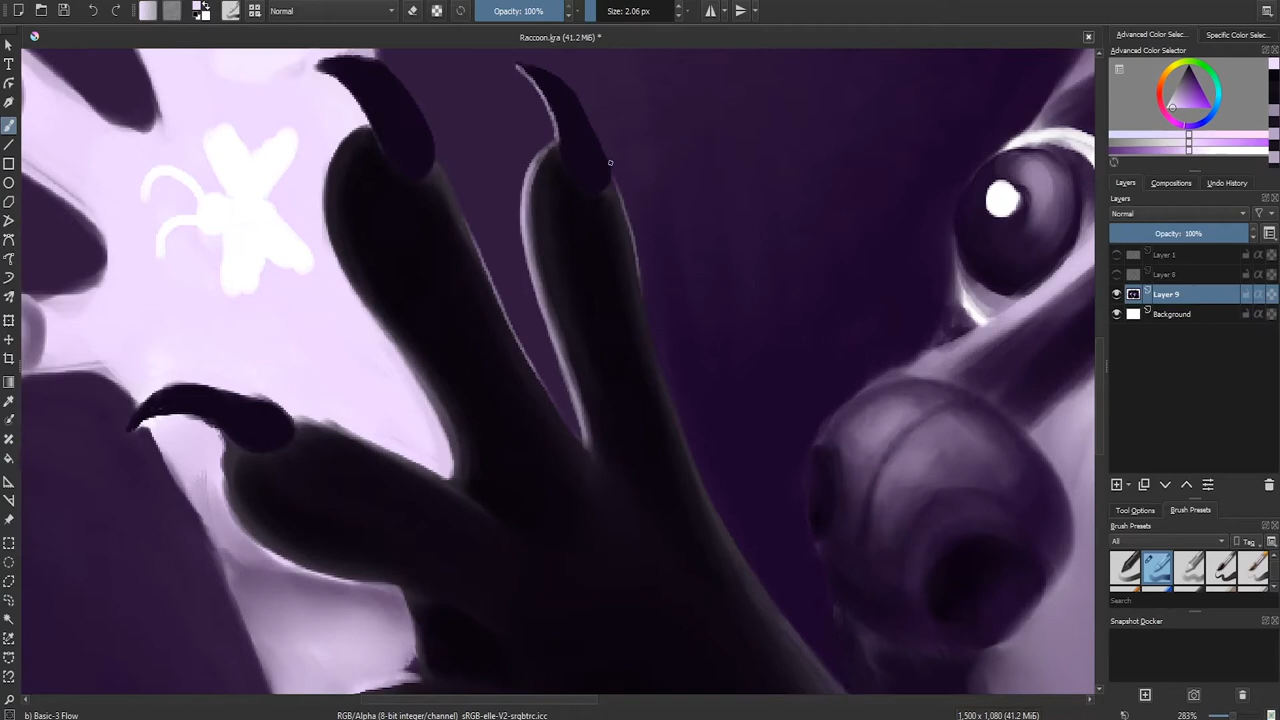 Normal
Opacity: 100%
Size: 2.06 px
Raccoon.kra (41.2 MiB) *
Advanced Color Selec...
Specific Color Selec...
Advanced Color Selector
Layers
Compositions
Undo History
Layers
Normal
Opacity: 100%
Layer 1
Layer 8
Layer 9
Background
Tool Options
Brush Presets
Brush Presets
All
Tag
Search
Snapshot Docker
b) Basic-3 Flow
RGB/Alpha (8-bit integer/channel) sRGB-elle-V2-srgbtrc.icc
1,500 x 1,080 (41.2 MiB)
283%